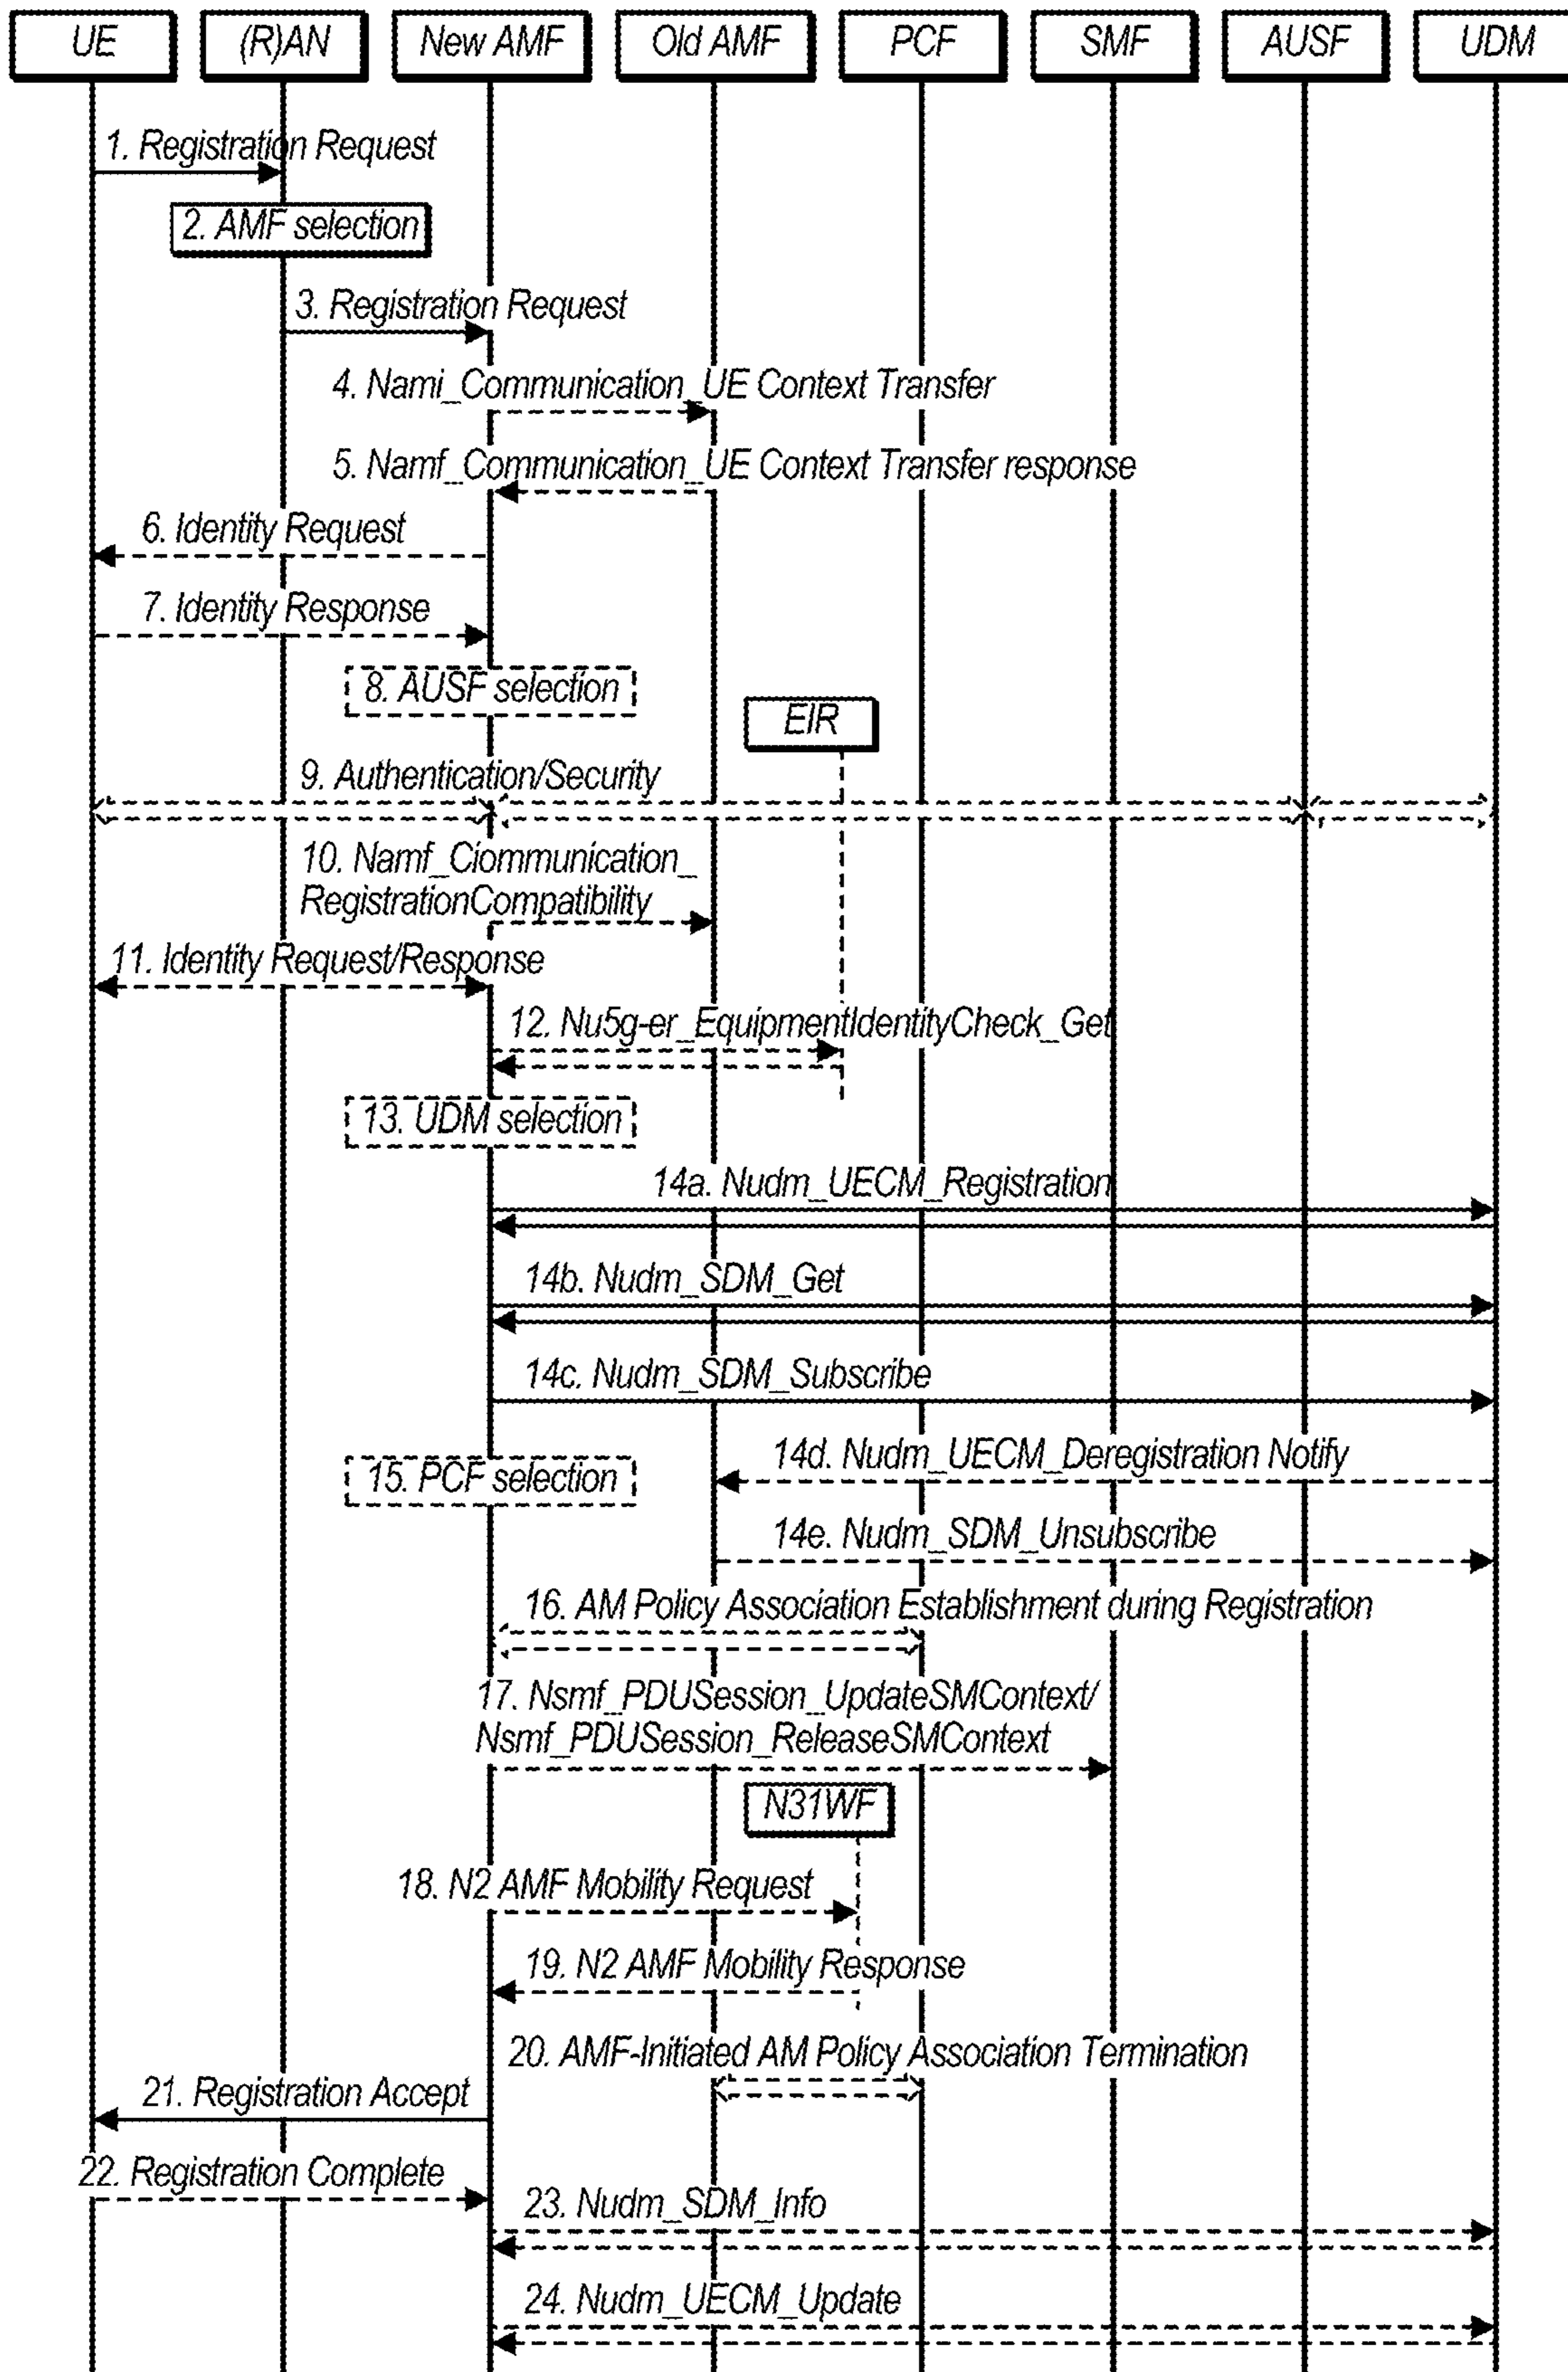 UE
(R)AN
New AMF
Old AMF
PCF
SMF
AUSF
UDM
1. Registration Request
2. AMF selection
3. Registration Request
4. Nami_Communication_UE Context Transfer
5. Namf_Communication_UE Context Transfer response
6. Identity Request
7. Identity Response
8. AUSF selection
EIR
9. Authentication/Security
10. Namf_Ciommunication_
RegistrationCompatibility
11. Identity Request/Response
12. Nu5g-er_EquipmentIdentityCheck_Get
13. UDM selection
14a. Nudm_UECM_Registration
14b. Nudm_SDM_Get
14c. Nudm_SDM_Subscribe
14d. Nudm_UECM_Deregistration Notify
15. PCF selection
14e. Nudm_SDM_Unsubscribe
16. AM Policy Association Establishment during Registration
17. Nsmf_PDUSession_UpdateSMContext/
Nsmf_PDUSession_ReleaseSMContext
N31WF
18. N2 AMF Mobility Request
19. N2 AMF Mobility Response
20. AMF-Initiated AM Policy Association Termination
21. Registration Accept
22. Registration Complete
23. Nudm_SDM_Info
24. Nudm_UECM_Update